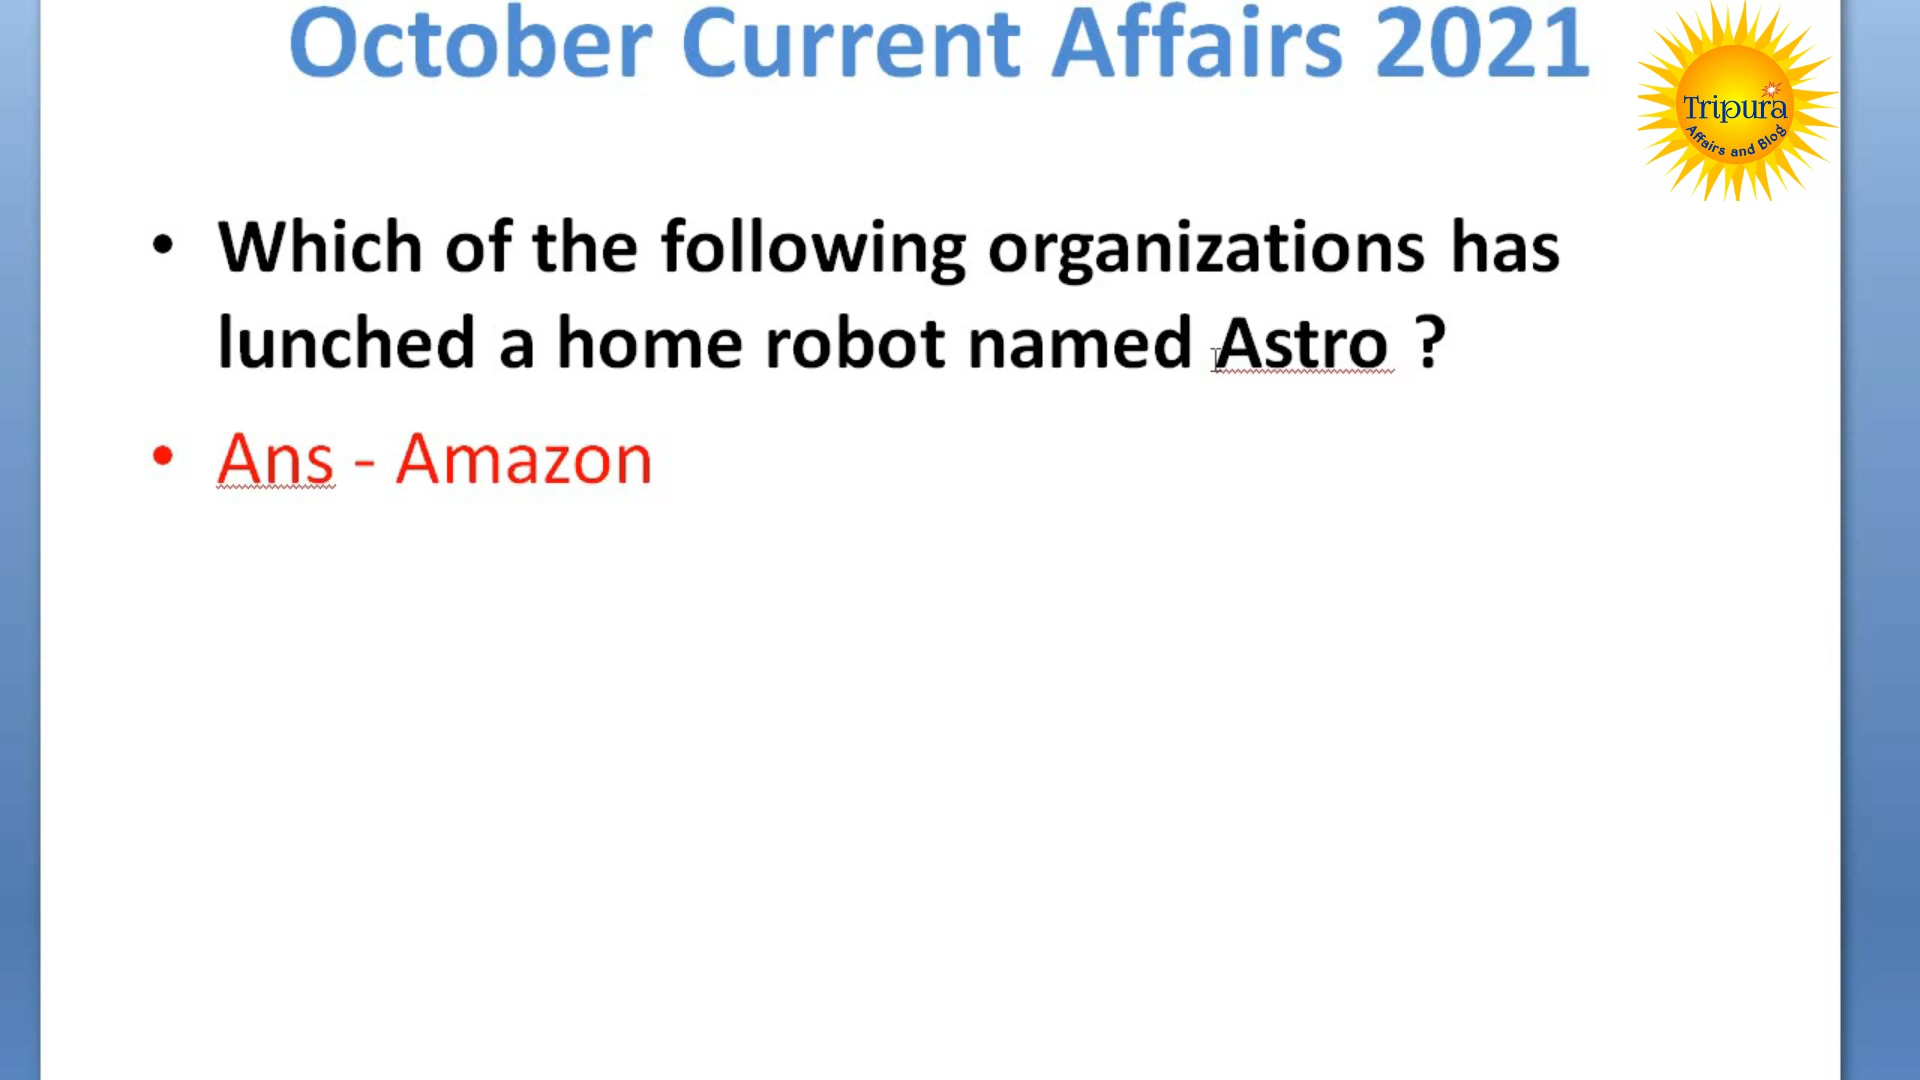 October Current Affairs 2021
Tripura
Affairs and Blog
• Which of the following organizations has
lunched a home robot named Astro ?
• Ans - Amazon